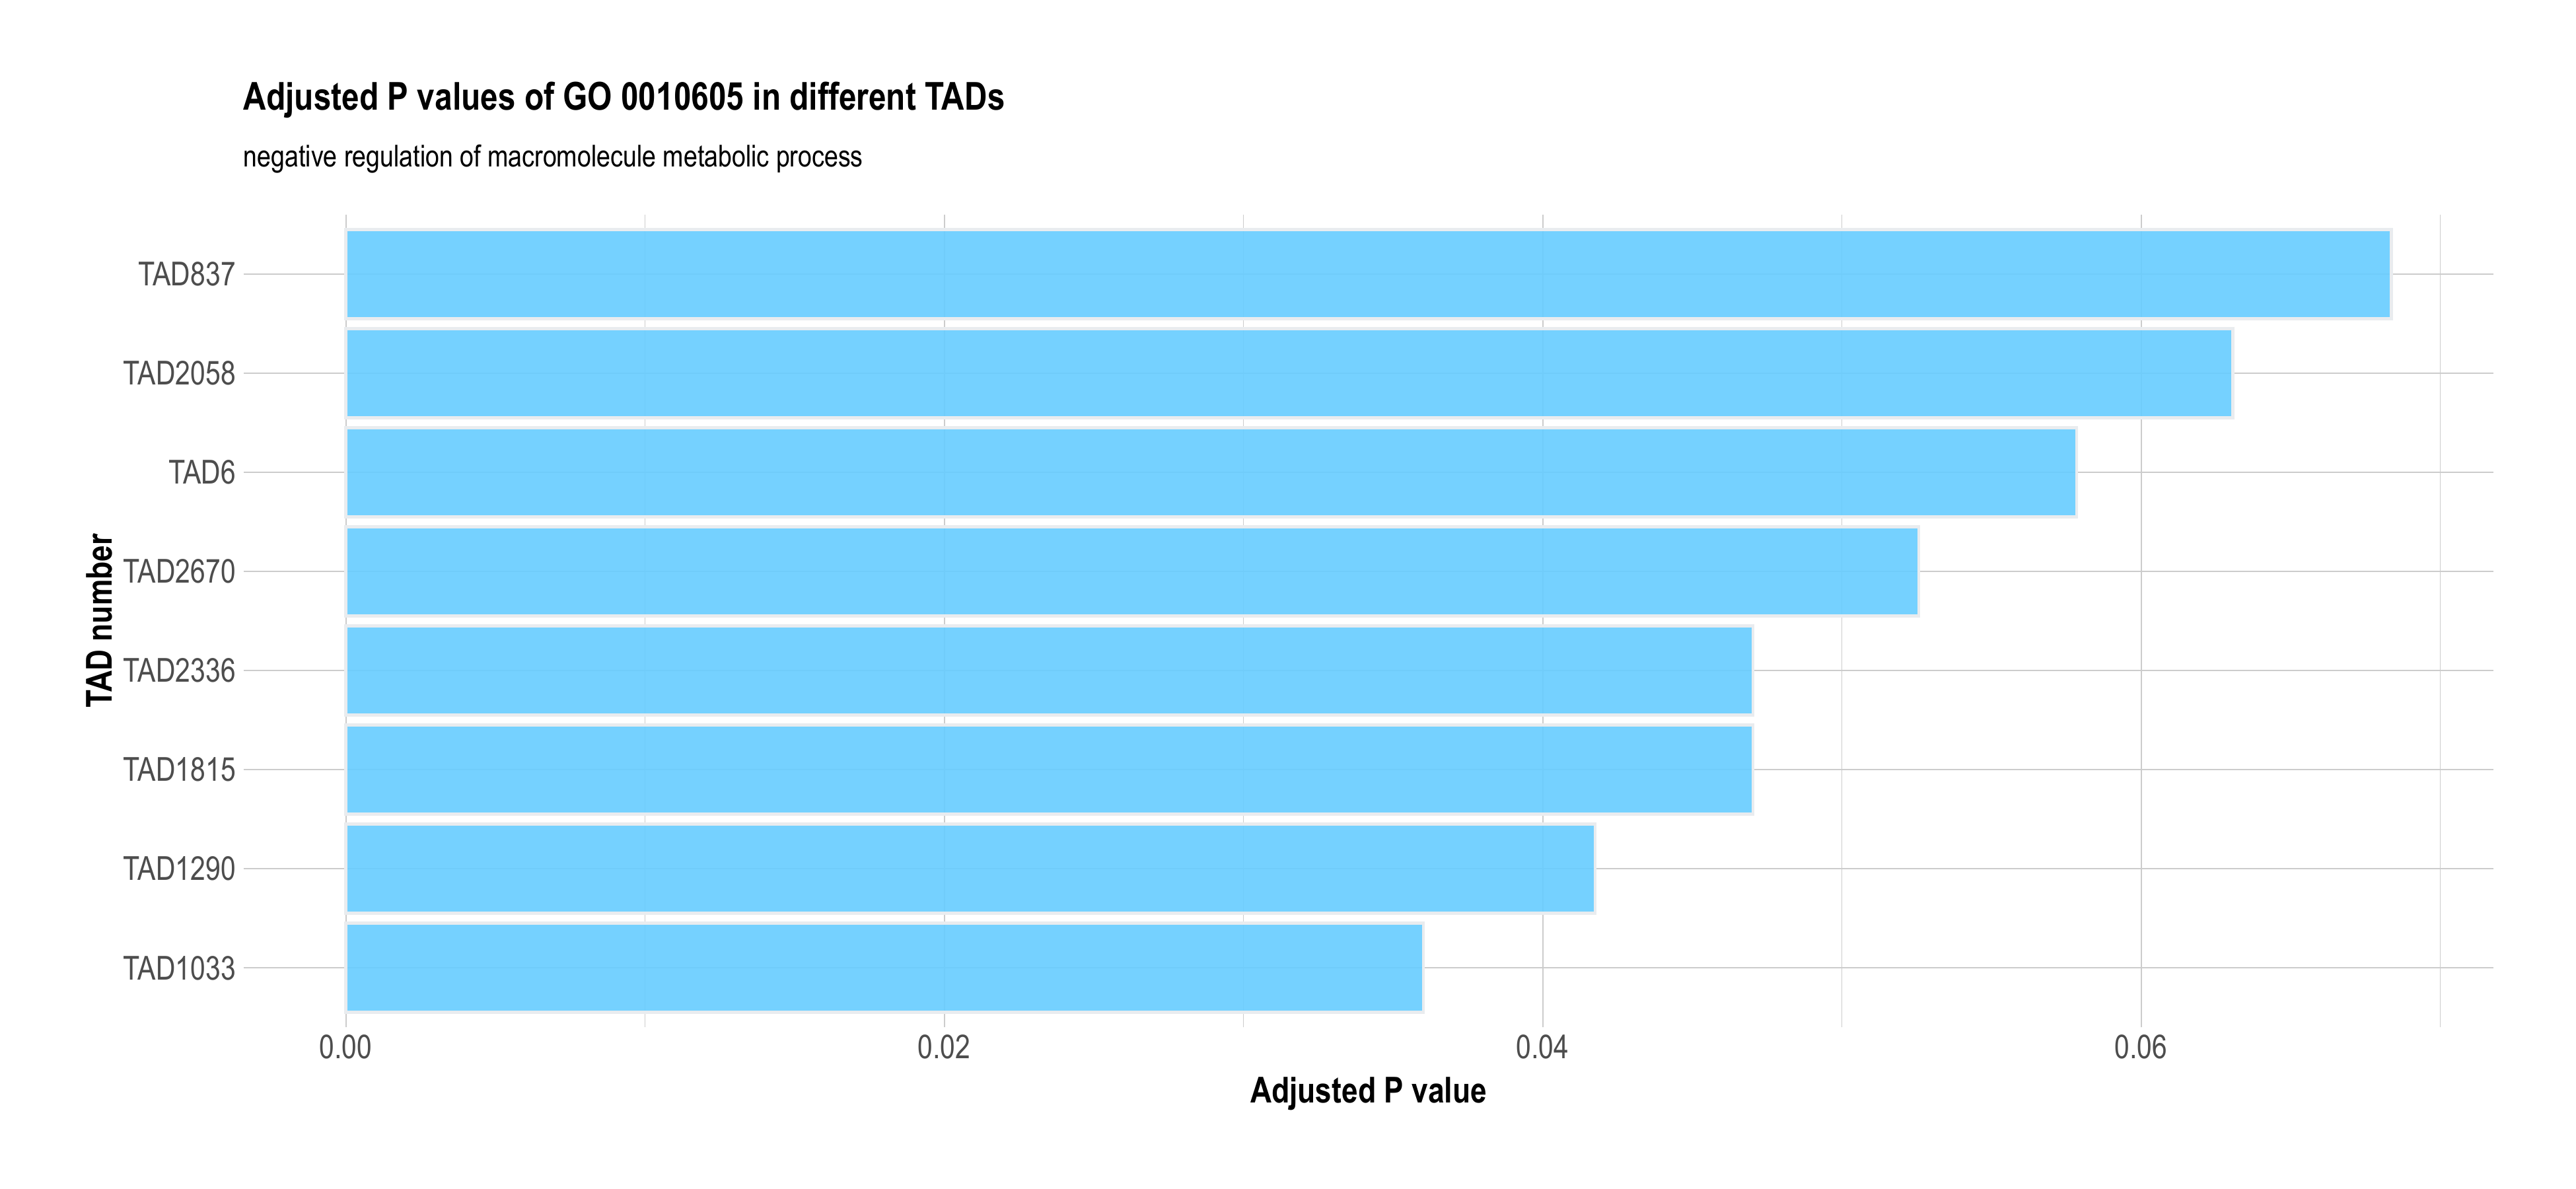 Adjusted P values of GO 0010605 in different TADs
negative regulation of macromolecule metabolic process
TAD number
TAD837
TAD2058
TAD6
TAD2670
TAD2336
TAD1815
TAD1290
TAD1033
0.00 0.02 0.04 0.06
Adjusted P value